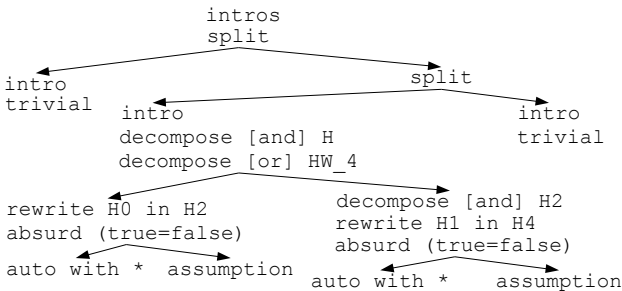 intros
split
intro
trivial
split
intro
decompose [and] H
decompose [or] HW_4
intro
trivial
rewrite H0 in H2
absurd (true=false)
decompose [and] H2
rewrite H1 in H4
absurd (true=false)
auto with * assumption
auto with * assumption